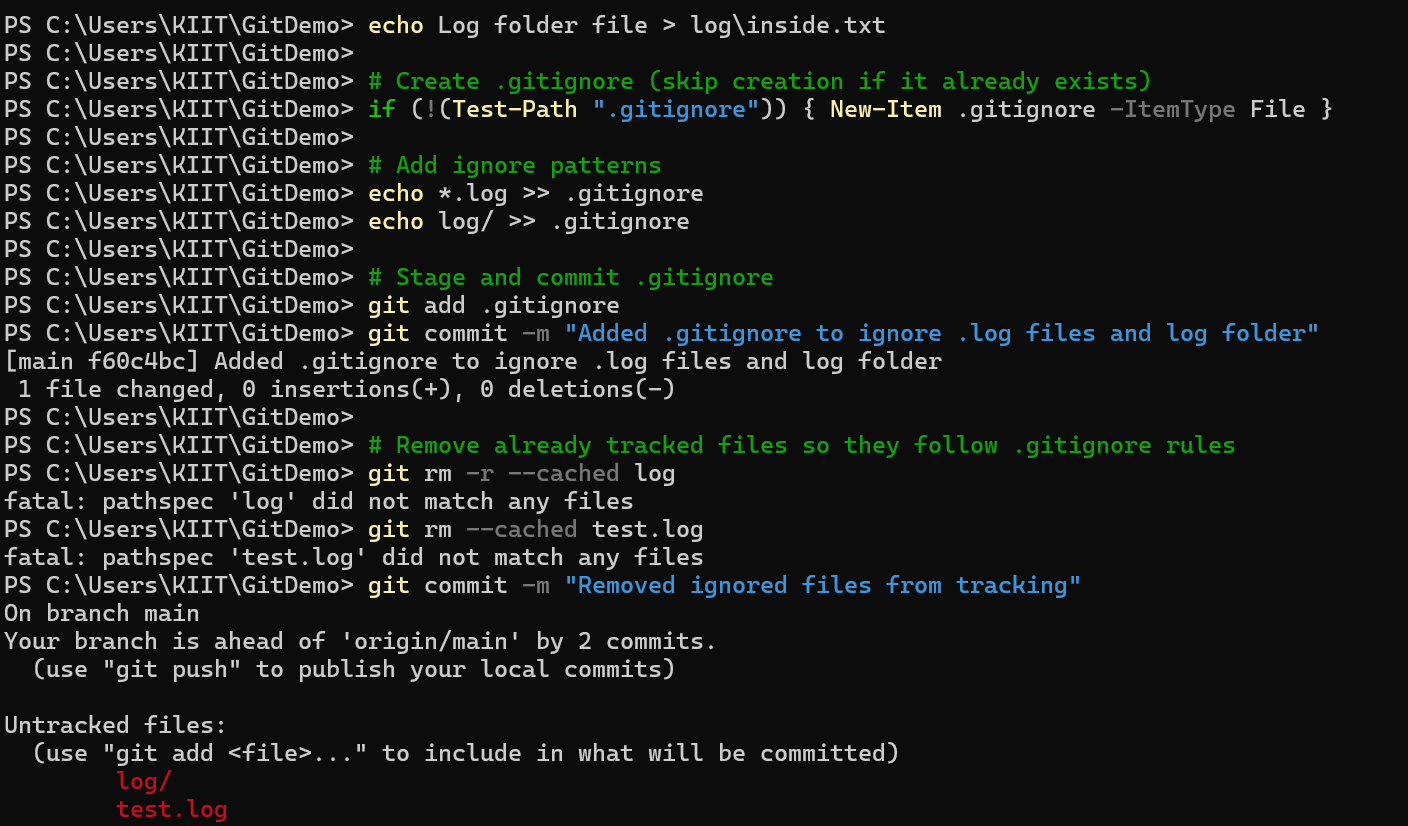 PS C:\Users\KIIT\GitDemo> echo Log folder file > log\inside.txt
PS C:\Users\KIIT\GitDemo>
PS C:\Users\KIIT\GitDemo> # Create .gitignore (skip creation if it already exists)
PS C:\Users\KIIT\GitDemo> if (!(Test-Path ".gitignore")) { New-Item .gitignore -ItemType File }
PS C:\Users\KIIT\GitDemo>
PS C:\Users\KIIT\GitDemo> # Add ignore patterns
PS C:\Users\KIIT\GitDemo> echo *.log >> .gitignore
PS C:\Users\KIIT\GitDemo> echo log/ >> .gitignore
PS C:\Users\KIIT\GitDemo>
PS C:\Users\KIIT\GitDemo> # Stage and commit .gitignore
PS C:\Users\KIIT\GitDemo> git add .gitignore
PS C:\Users\KIIT\GitDemo> git commit -m "Added .gitignore to ignore .log files and log folder"
[main f60c4bc] Added .gitignore to ignore .log files and log folder
 1 file changed, 0 insertions(+), 0 deletions(-)
PS C:\Users\KIIT\GitDemo>
PS C:\Users\KIIT\GitDemo> # Remove already tracked files so they follow .gitignore rules
PS C:\Users\KIIT\GitDemo> git rm -r --cached log
fatal: pathspec 'log' did not match any files
PS C:\Users\KIIT\GitDemo> git rm --cached test.log
fatal: pathspec 'test.log' did not match any files
PS C:\Users\KIIT\GitDemo> git commit -m "Removed ignored files from tracking"
On branch main
Your branch is ahead of 'origin/main' by 2 commits.
  (use "git push" to publish your local commits)

Untracked files:
  (use "git add <file>..." to include in what will be committed)
        log/
        test.log